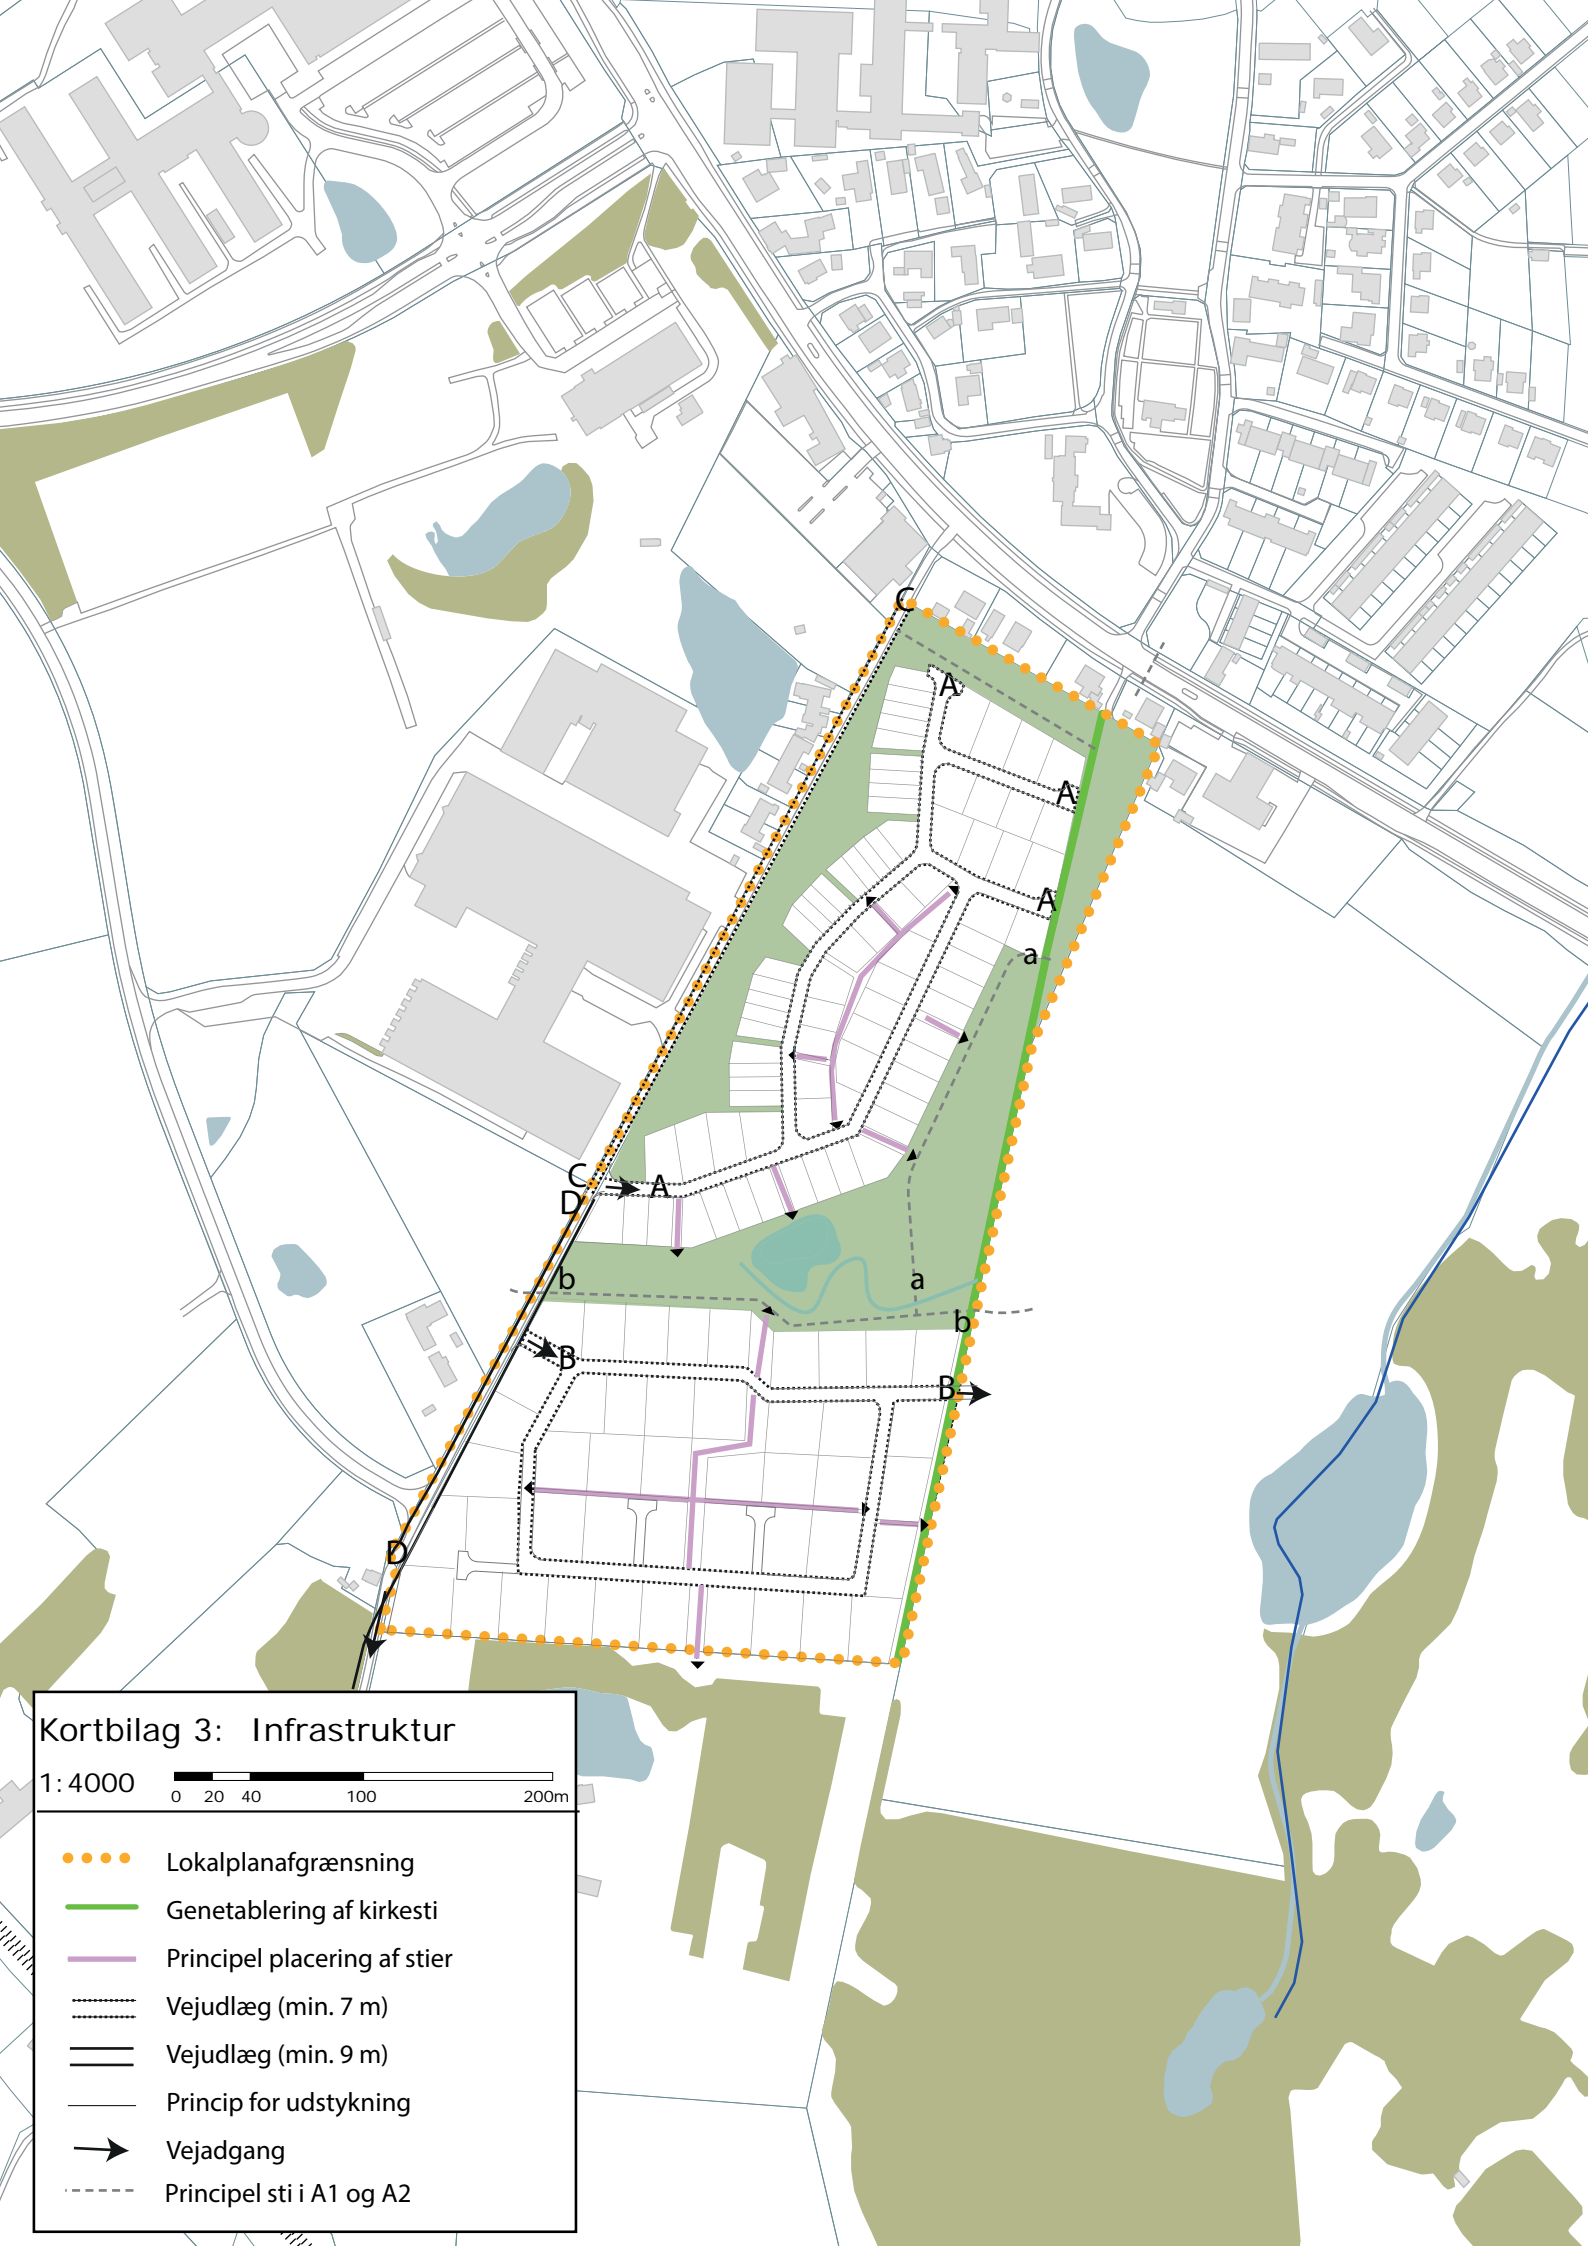 C
A
A
A
a
C
A
D
b
a
b
B
B
D
Kortbilag 3: Infrastruktur
1:4000
0 20 40 100 200m
Lokalplanafgrænsning
Genetablering af kirkesti
Principel placering af stier
Vejudlæg (min. 7 m)
Vejudlæg (min. 9 m)
Princip for udstykning
Vejadgang
Principel sti i A1 og A2